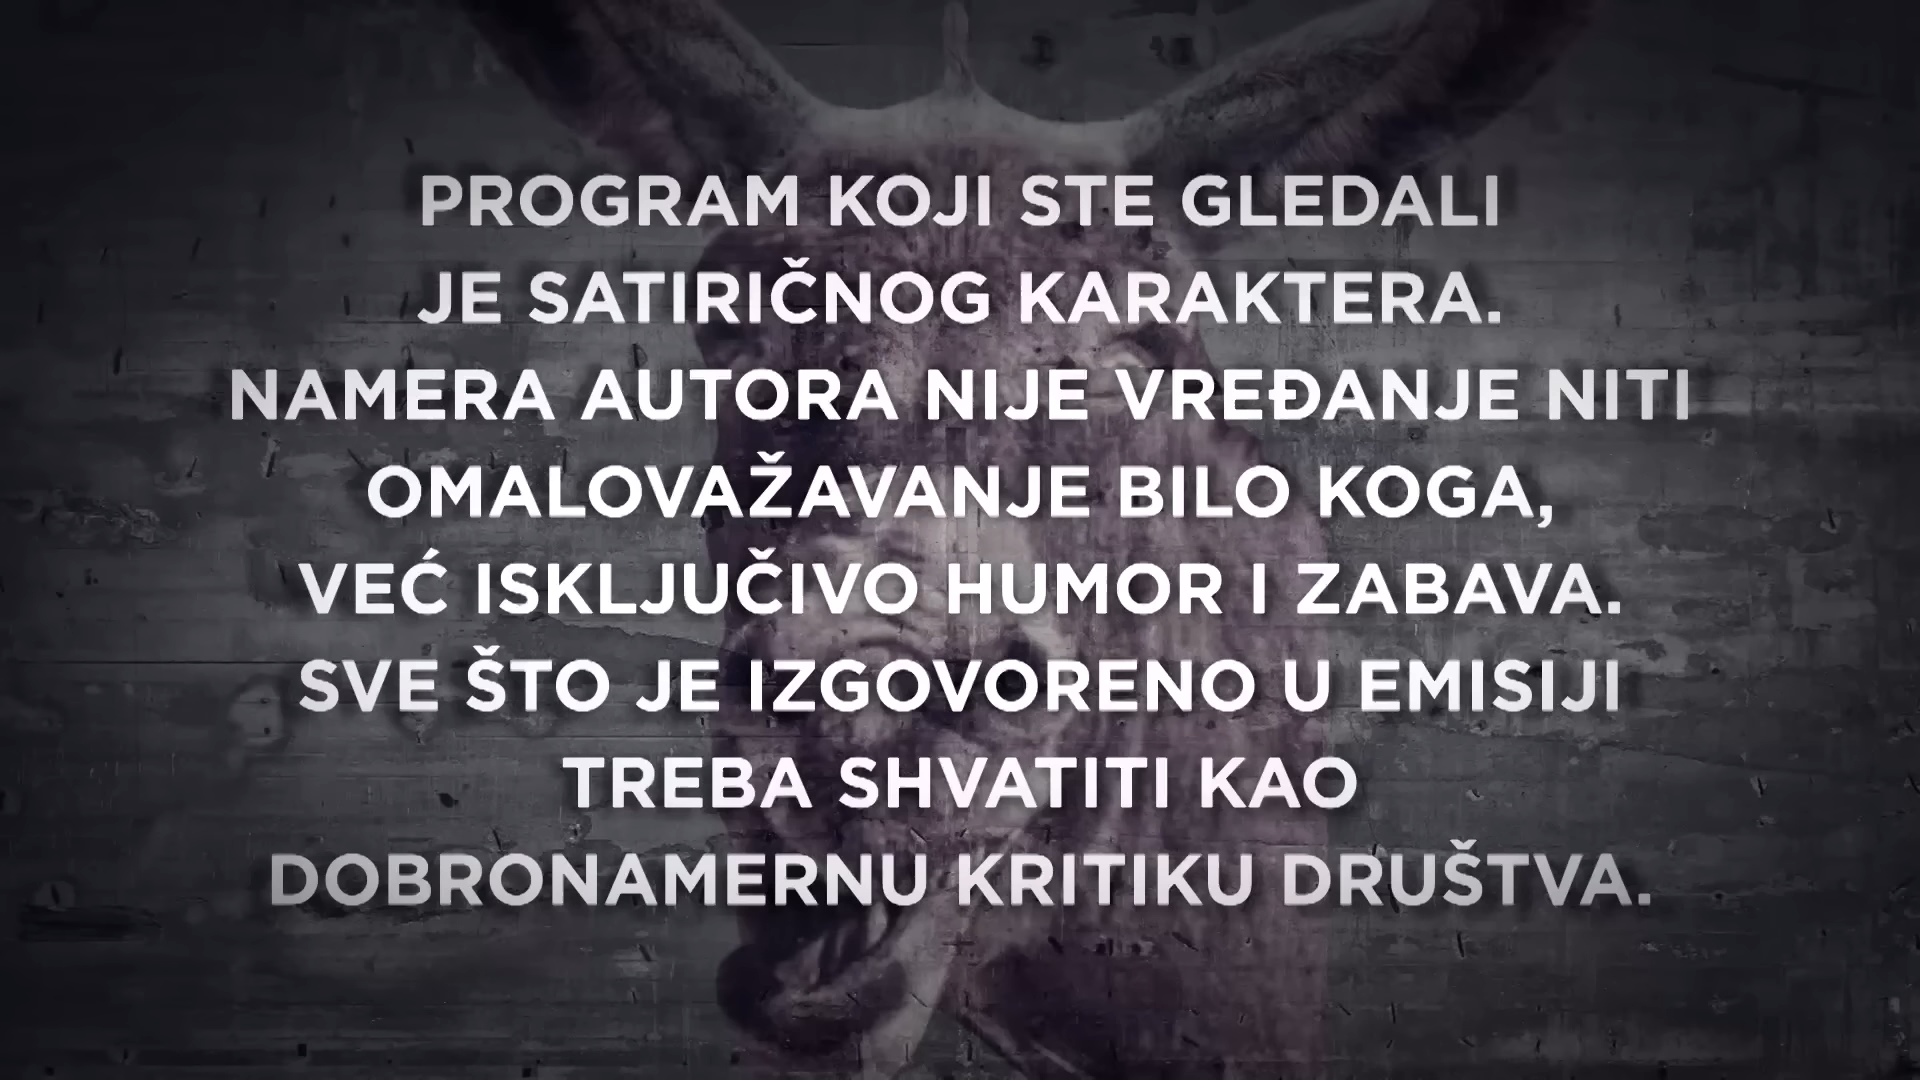 PROGRAM KOJI STE GLEDALI
JE SATIRIČNOG KARAKTERA.
NAMERA AUTORA NIJE VREĐANJE NITI
OMALOVAŽAVANJE BILO KOGA,
VEĆ ISKLJUČIVO HUMOR I ZABAVA.
SVE ŠTO JE IZGOVORENO U EMISIJI
TREBA SHVATITI KAO
DOBRONAMERNU KRITIKU DRUŠTVA.